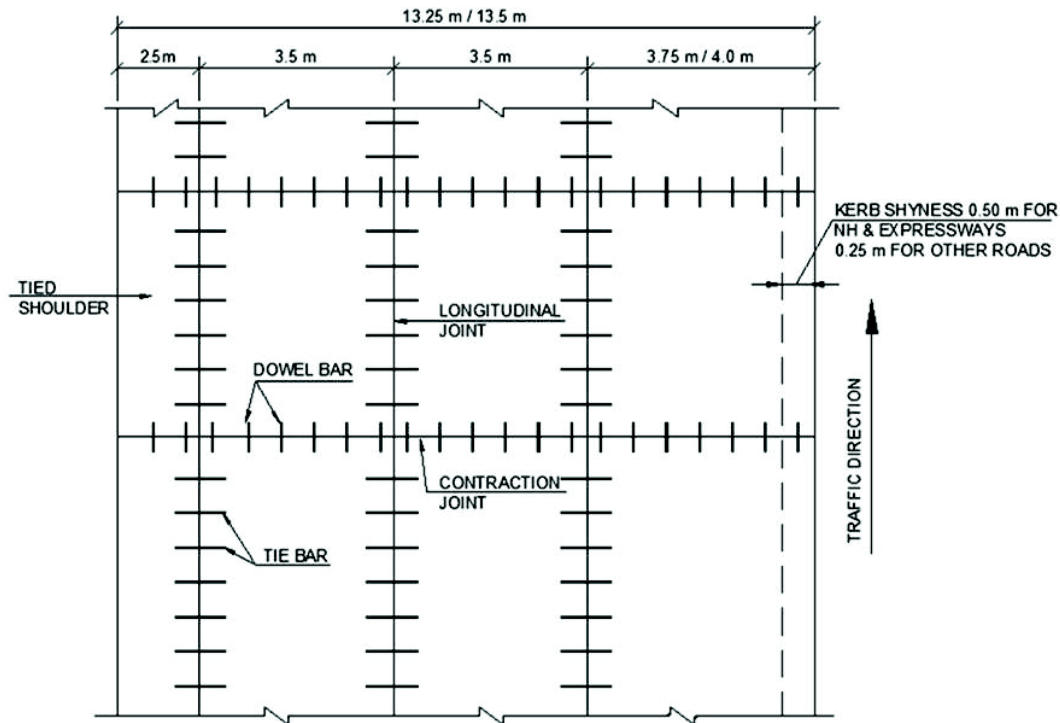 13.25 m / 13.5 m
2.5m
3.5 m
3.5 m
3.75 m / 4.0 m
KERB SHYNESS 0.50 m FOR
NH & EXPRESSWAYS
0.25 m FOR OTHER ROADS
TIED
SHOULDER
LONGITUDINAL
JOINT
DOWEL BAR
CONTRACTION
JOINT
TIE BAR
TRAFFIC DIRECTION